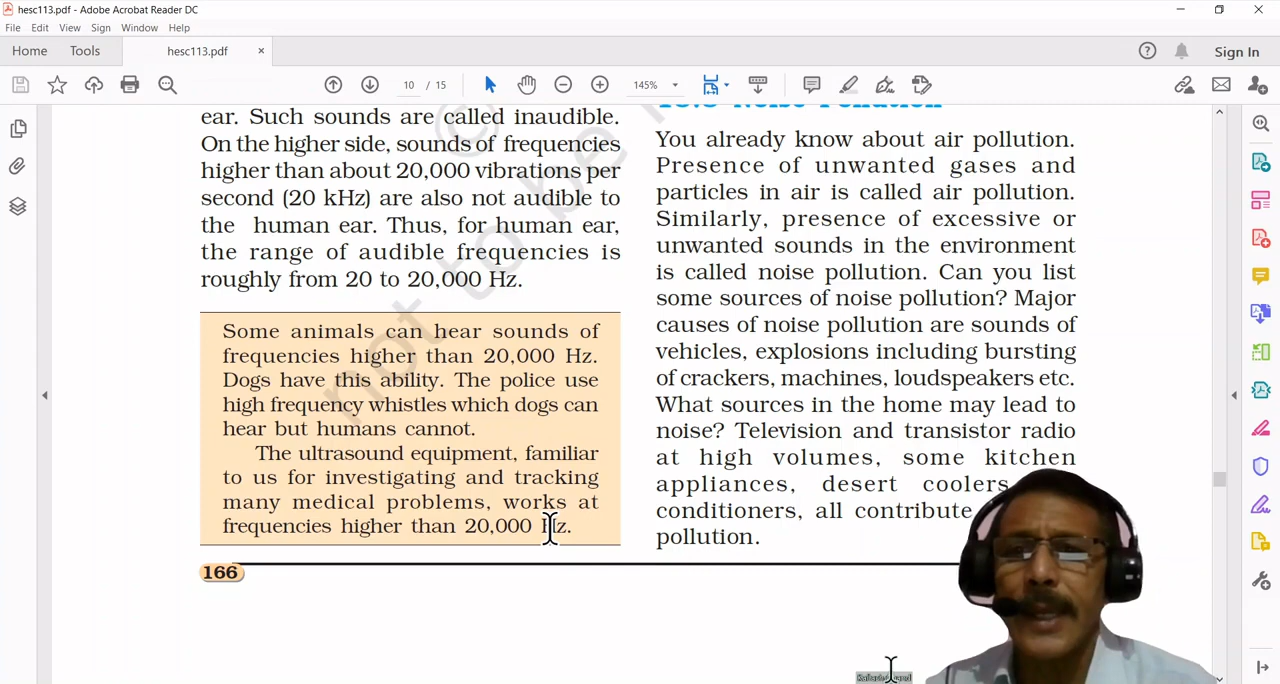 hesc113.pdf - Adobe Acrobat Reader DC
File Edit View Sign Window Help
Home Tools hesc113.pdf × Sign In
10 / 15 145%
ear. Such sounds are called inaudible.
On the higher side, sounds of frequencies
higher than about 20,000 vibrations per
second (20 kHz) are also not audible to
the human ear. Thus, for human ear,
the range of audible frequencies is
roughly from 20 to 20,000 Hz.
Some animals can hear sounds of
frequencies higher than 20,000 Hz.
Dogs have this ability. The police use
high frequency whistles which dogs can
hear but humans cannot.
The ultrasound equipment, familiar
to us for investigating and tracking
many medical problems, works at
frequencies higher than 20,000 Hz.
166
Noise Pollution
You already know about air pollution.
Presence of unwanted gases and
particles in air is called air pollution.
Similarly, presence of excessive or
unwanted sounds in the environment
is called noise pollution. Can you list
some sources of noise pollution? Major
causes of noise pollution are sounds of
vehicles, explosions including bursting
of crackers, machines, loudspeakers etc.
What sources in the home may lead to
noise? Television and transistor radio
at high volumes, some kitchen
appliances, desert coolers
conditioners, all contribute
pollution.
© not to be